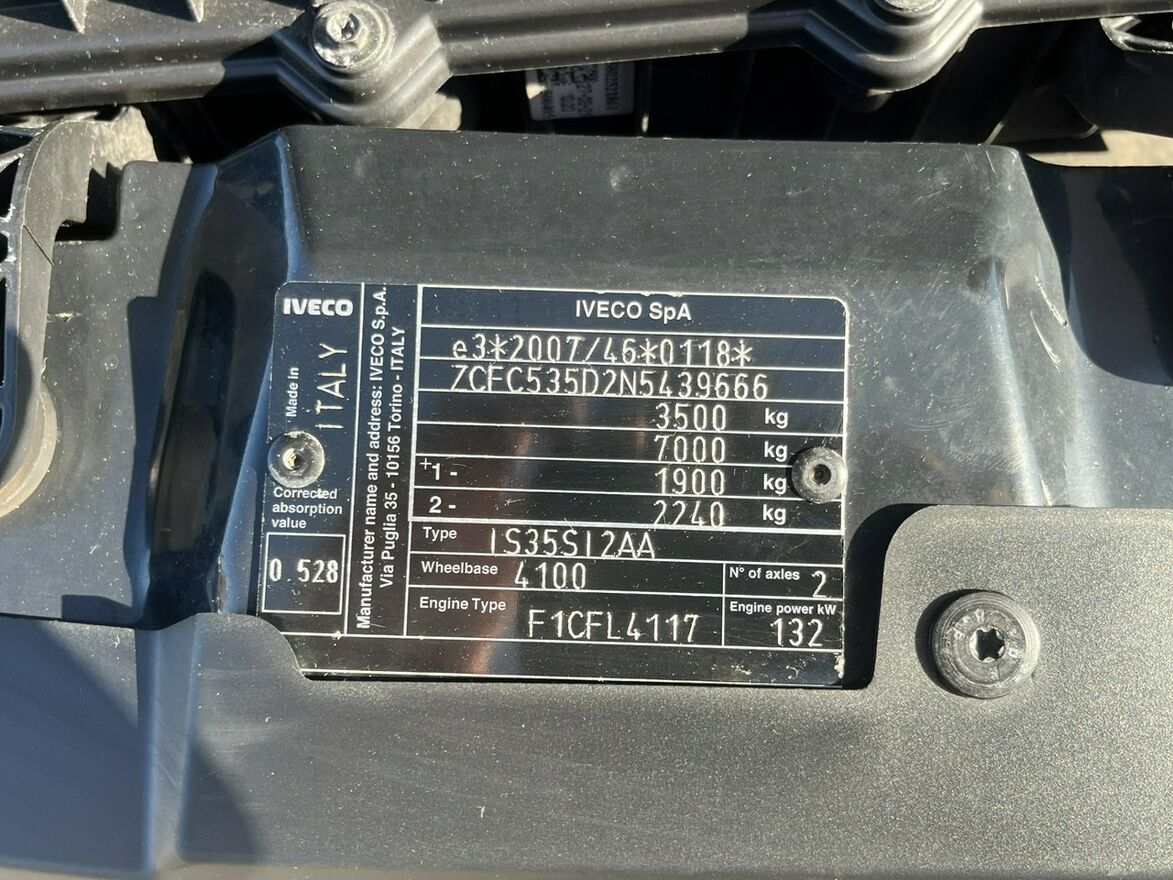 IVECO
Made in
ITALY
Corrected
absorption
value
0 528
Manufacturer name and address: IVECO S.p.A.
Via Puglia 35 - 10156 Torino - ITALY
IVECO SpA
e3*2007/46*0118*
ZCFC535D2N5439666
3500 kg
7000 kg
1 - 1900 kg
2 - 2240 kg
Type IS35SI2AA
Wheelbase 4100
N° of axles 2
Engine Type F1CFL4117
Engine power kW 132